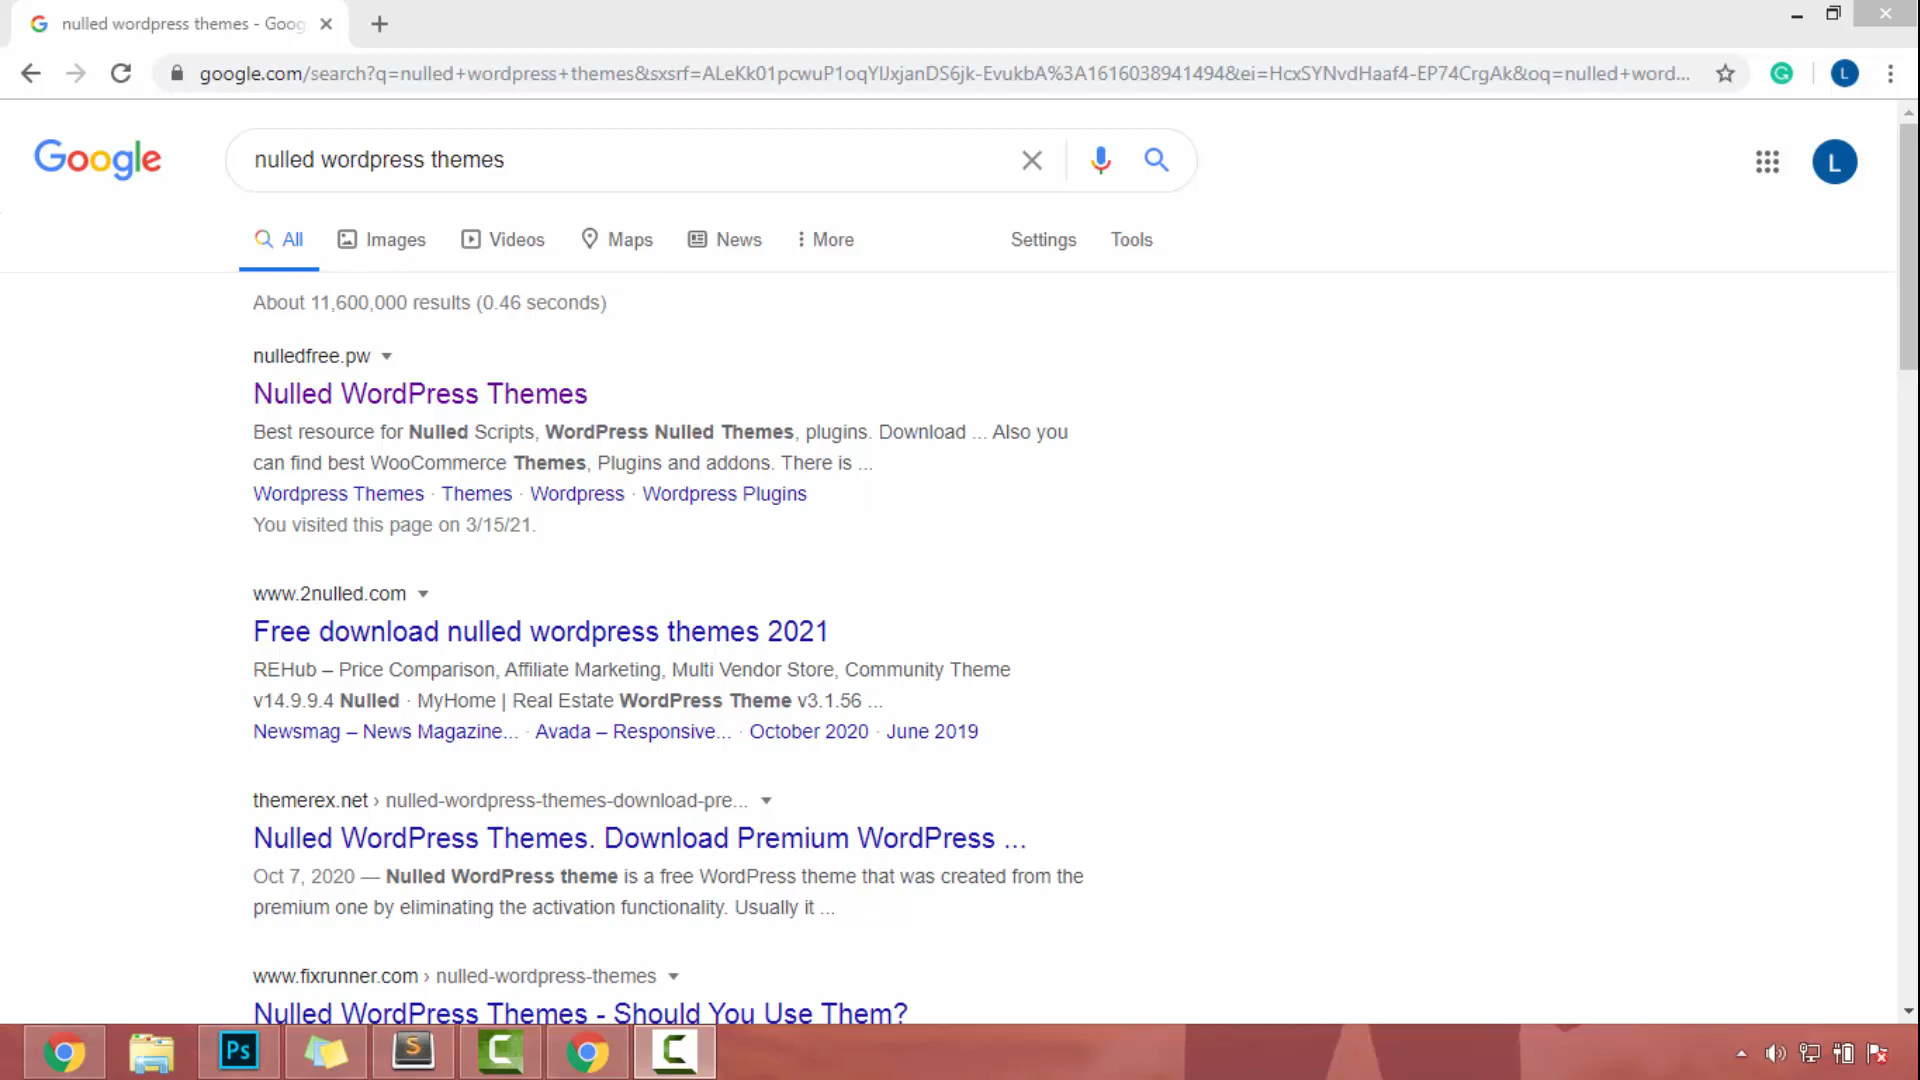 nulled wordpress themes - Goog
google.com/search?q=nulled+wordpress+themes&sxsrf=ALeKk01pcwuP1oqYlJxjanDS6jk-EvukbA%3A1616038941494&ei=HcxSYNvdHaaf4-EP74CrgAk&oq=nulled+word...
L
Google
nulled wordpress themes
L
All
Images
Videos
Maps
News
More
Settings
Tools
About 11,600,000 results (0.46 seconds)
nulledfree.pw
Nulled WordPress Themes
Best resource for Nulled Scripts, WordPress Nulled Themes, plugins. Download ... Also you
can find best WooCommerce Themes, Plugins and addons. There is ...
Wordpress Themes · Themes · Wordpress · Wordpress Plugins
You visited this page on 3/15/21.
www.2nulled.com
Free download nulled wordpress themes 2021
REHub – Price Comparison, Affiliate Marketing, Multi Vendor Store, Community Theme
v14.9.9.4 Nulled · MyHome | Real Estate WordPress Theme v3.1.56 ...
Newsmag – News Magazine... · Avada – Responsive... · October 2020 · June 2019
themerex.net › nulled-wordpress-themes-download-pre...
Nulled WordPress Themes. Download Premium WordPress ...
Oct 7, 2020 — Nulled WordPress theme is a free WordPress theme that was created from the
premium one by eliminating the activation functionality. Usually it ...
www.fixrunner.com › nulled-wordpress-themes
Nulled WordPress Themes - Should You Use Them?
Ps
S